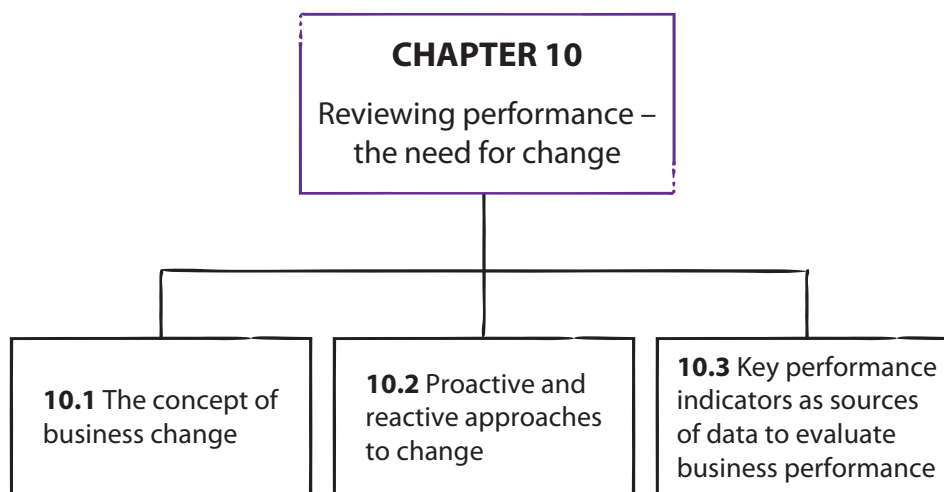 CHAPTER 10
Reviewing performance –
the need for change
10.1 The concept of
business change
10.2 Proactive and
reactive approaches
to change
10.3 Key performance
indicators as sources
of data to evaluate
business performance